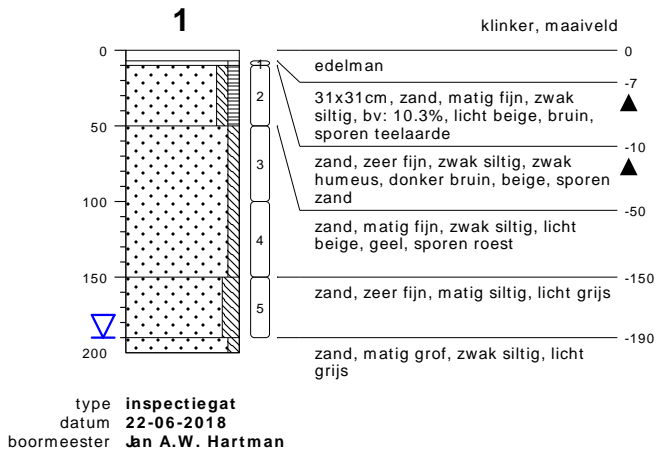 1
klinker, maaiveld
0
0
edelman
-7
1
31x31cm, zand, matig fijn, zwak
siltig, bv: 10.3%, licht beige, bruin,
sporen teelaarde
2
-10
50
zand, zeer fijn, zwak siltig, zwak
humeus, donker bruin, beige, sporen
zand
3
-50
100
zand, matig fijn, zwak siltig, licht
beige, geel, sporen roest
4
150
-150
zand, zeer fijn, matig siltig, licht grijs
5
-190
200
zand, matig grof, zwak siltig, licht
grijs
type inspectiegat
datum 22-06-2018
boormeester Jan A.W. Hartman